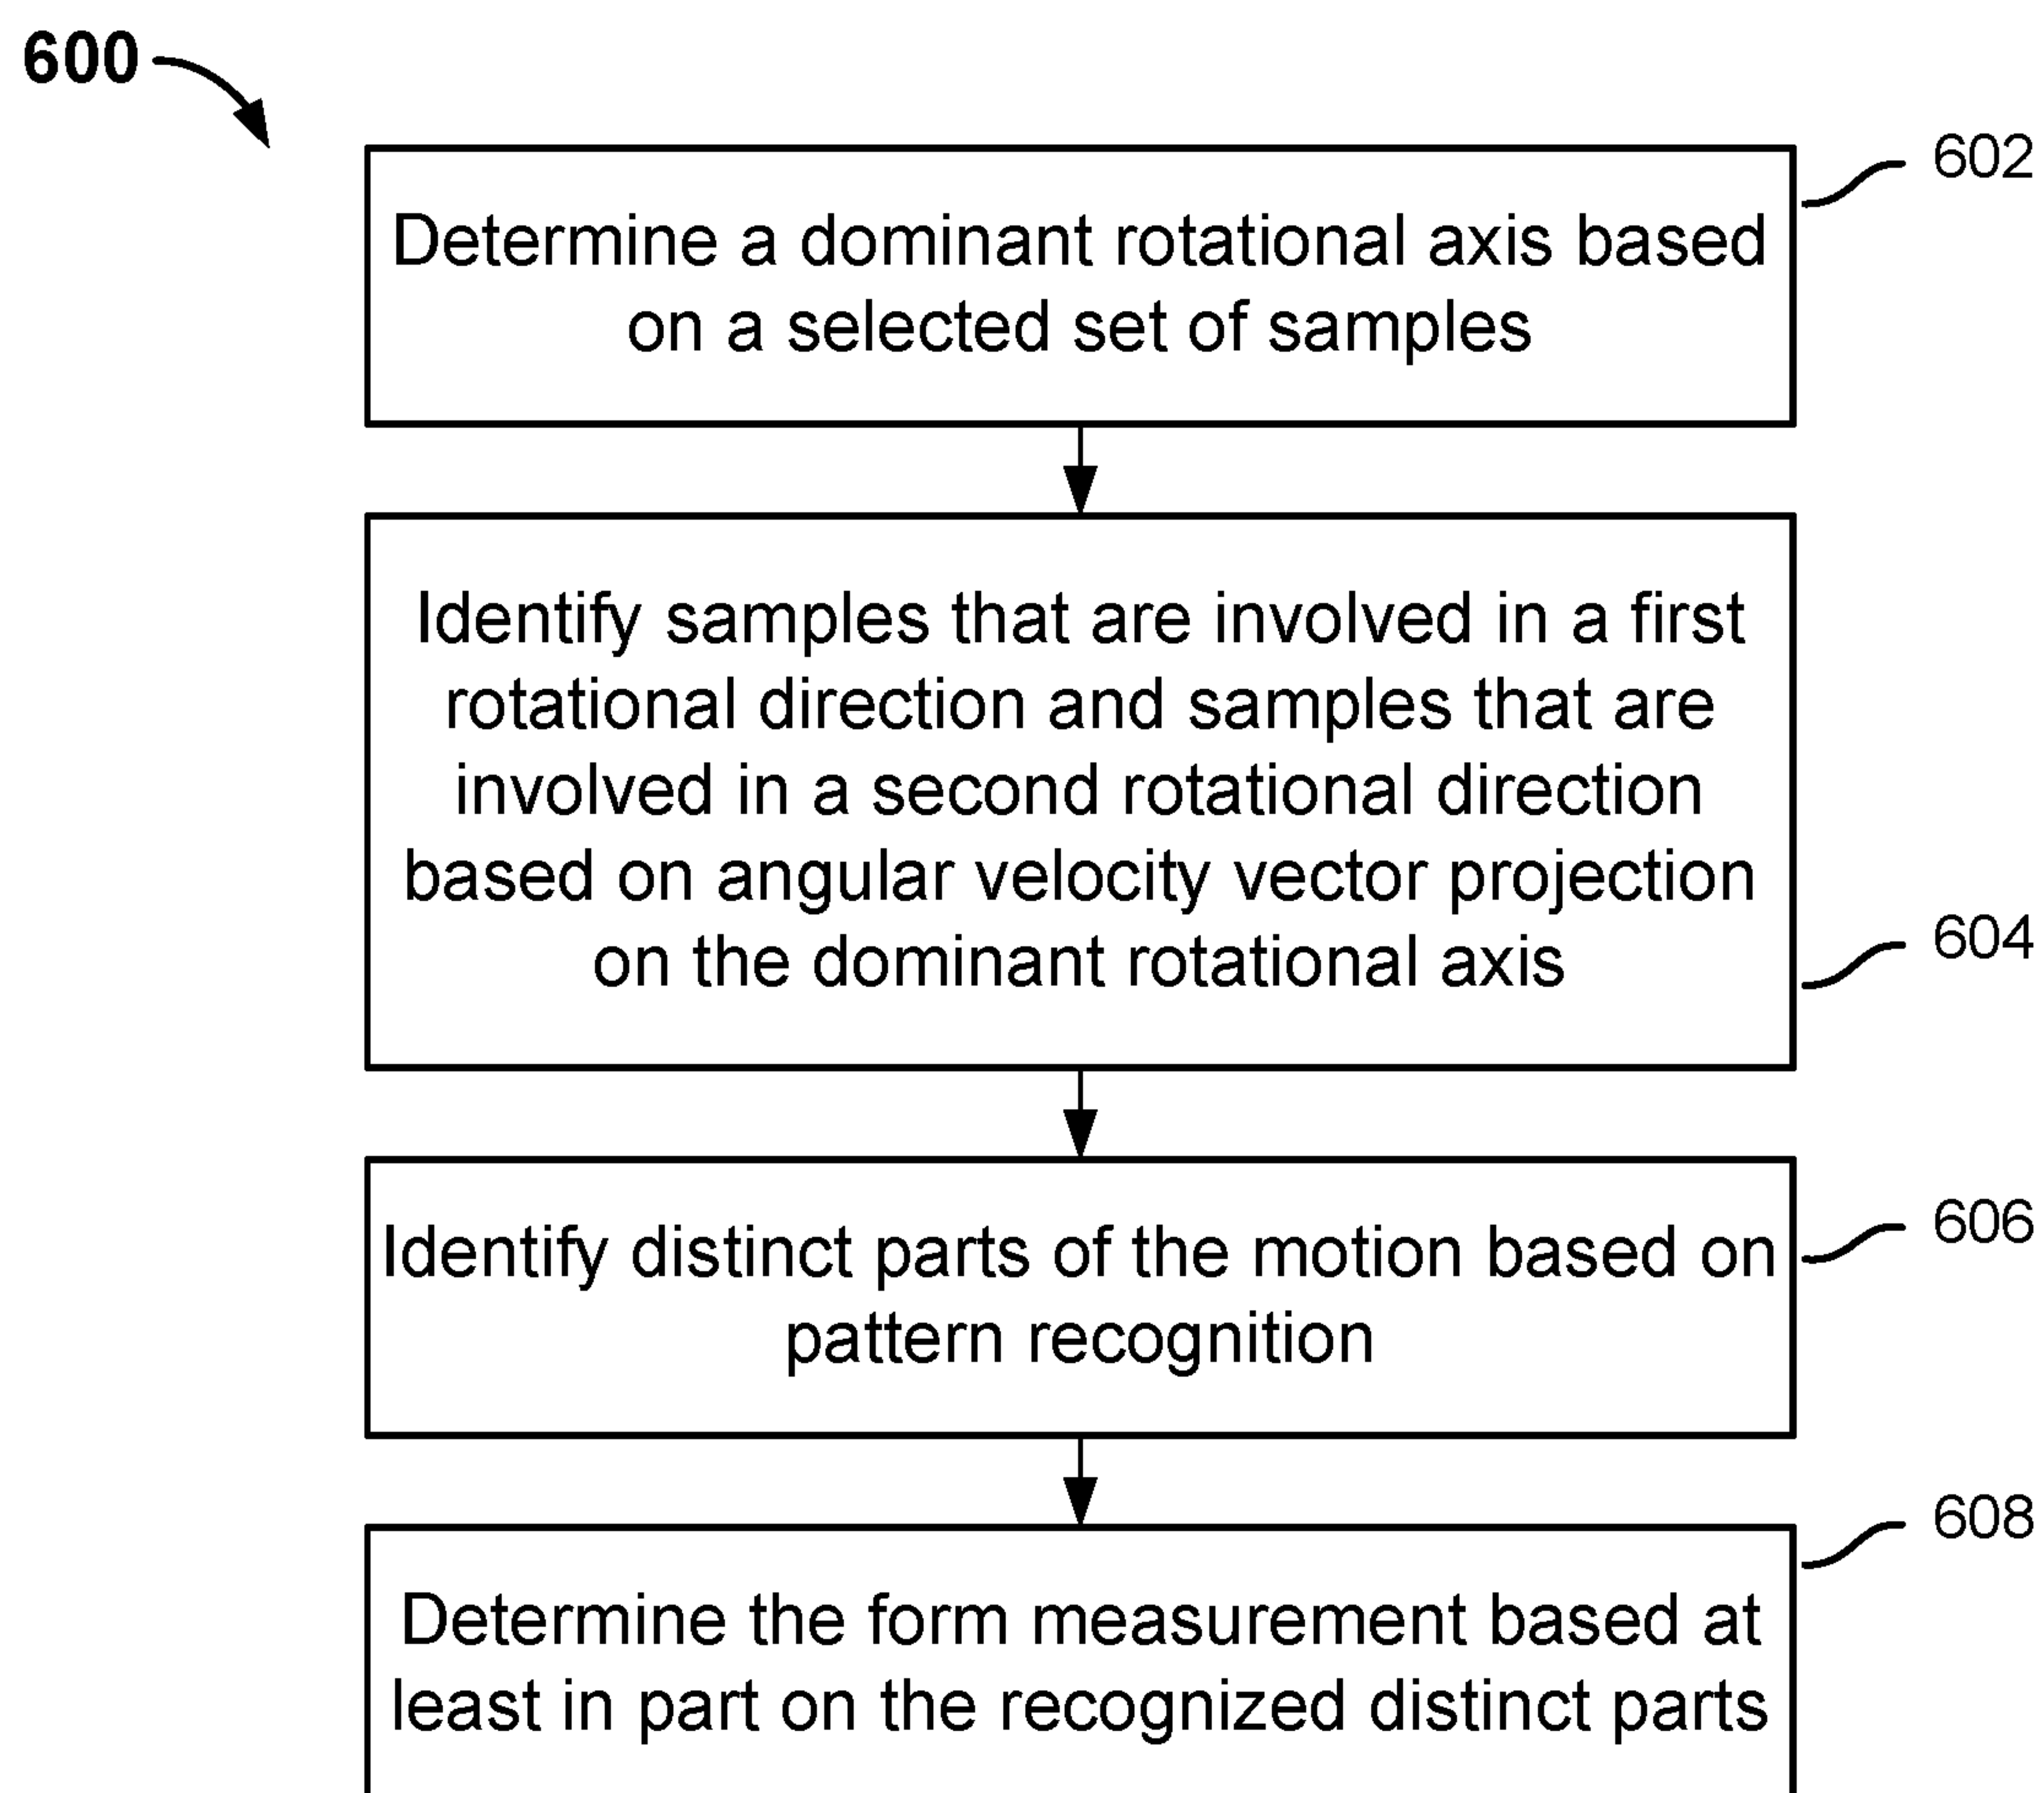 600
602
Determine a dominant rotational axis based
on a selected set of samples
Identify samples that are involved in a first
rotational direction and samples that are
involved in a second rotational direction
based on angular velocity vector projection
on the dominant rotational axis
604
Identify distinct parts of the motion based on
pattern recognition
606
608
Determine the form measurement based at
least in part on the recognized distinct parts